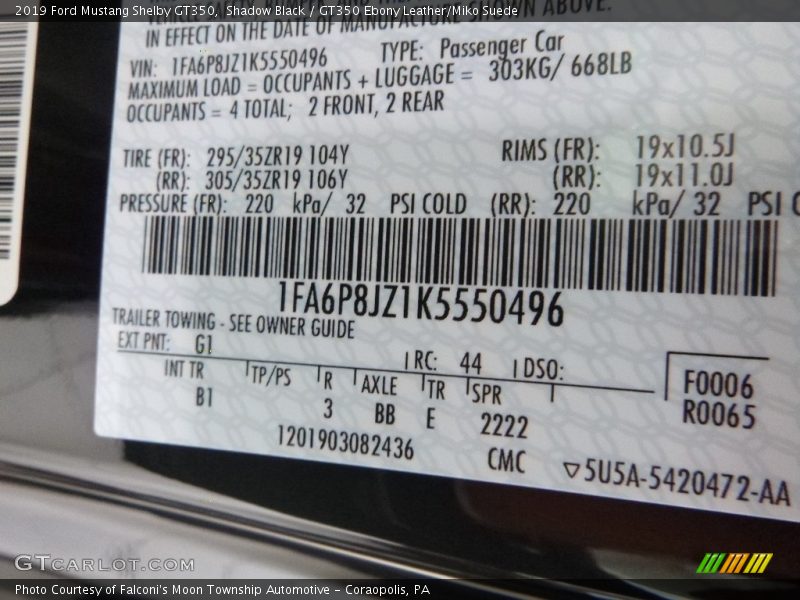 2019 Ford Mustang Shelby GT350, Shadow Black / GT350 Ebony Leather/Miko Suede
SHOWN ABOVE.
IN EFFECT ON THE DATE OF MANUFACTURE
VIN: 1FA6P8JZ1K5550496 TYPE: Passenger Car
MAXIMUM LOAD = OCCUPANTS + LUGGAGE = 303KG/ 668LB
OCCUPANTS = 4 TOTAL; 2 FRONT, 2 REAR
TIRE (FR): 295/35ZR19 104Y RIMS (FR): 19x10.5J
(RR): 305/35ZR19 106Y (RR): 19x11.0J
PRESSURE (FR): 220 kPa/ 32 PSI COLD (RR): 220 kPa/ 32 PSI C
1FA6P8JZ1K5550496
TRAILER TOWING - SEE OWNER GUIDE
EXT PNT: G1 RC: 44 DSO:
F0006
R0065
INT TR TP/PS R AXLE TR SPR
B1 3 BB E 2222
1201903082436 CMC ▽5U5A-5420472-AA
GTCARLOT.COM
Photo Courtesy of Falconi's Moon Township Automotive – Coraopolis, PA